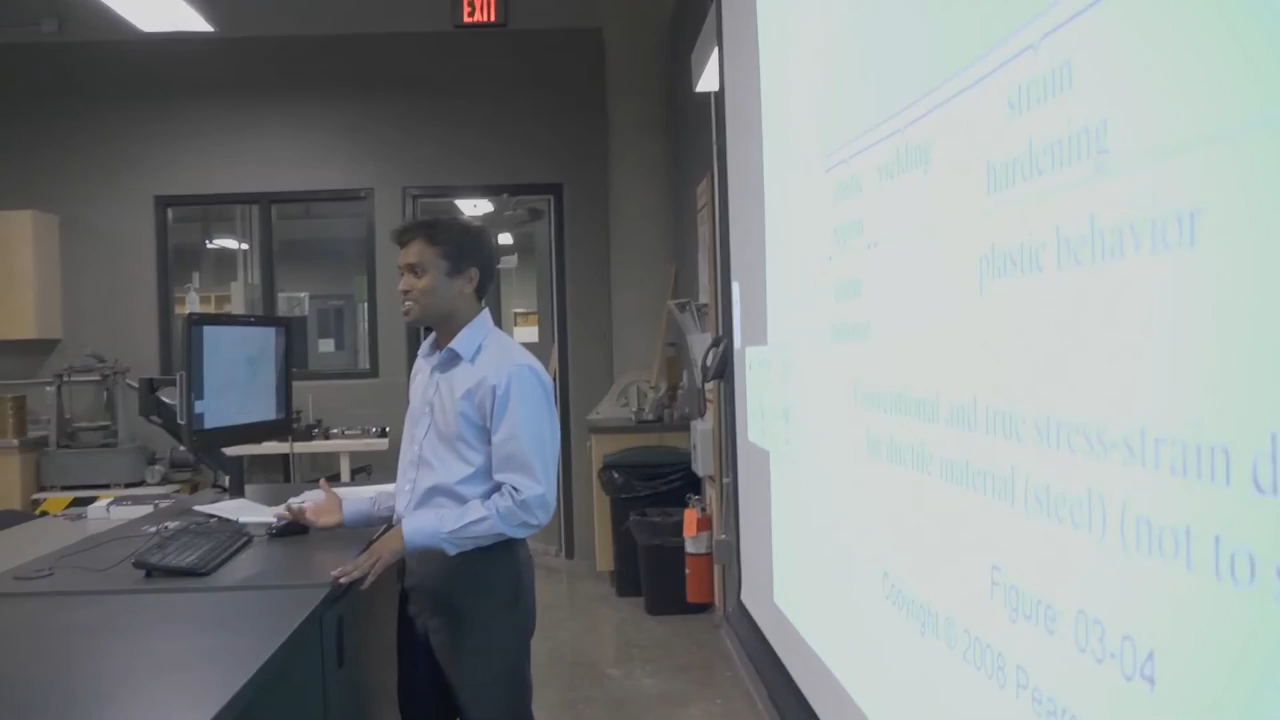 EXIT
strain
yielding hardening
plastic behavior
Conventional and true stress-strain
for ductile material (steel) (not to
Figure: 03-04
Copyright © 2008